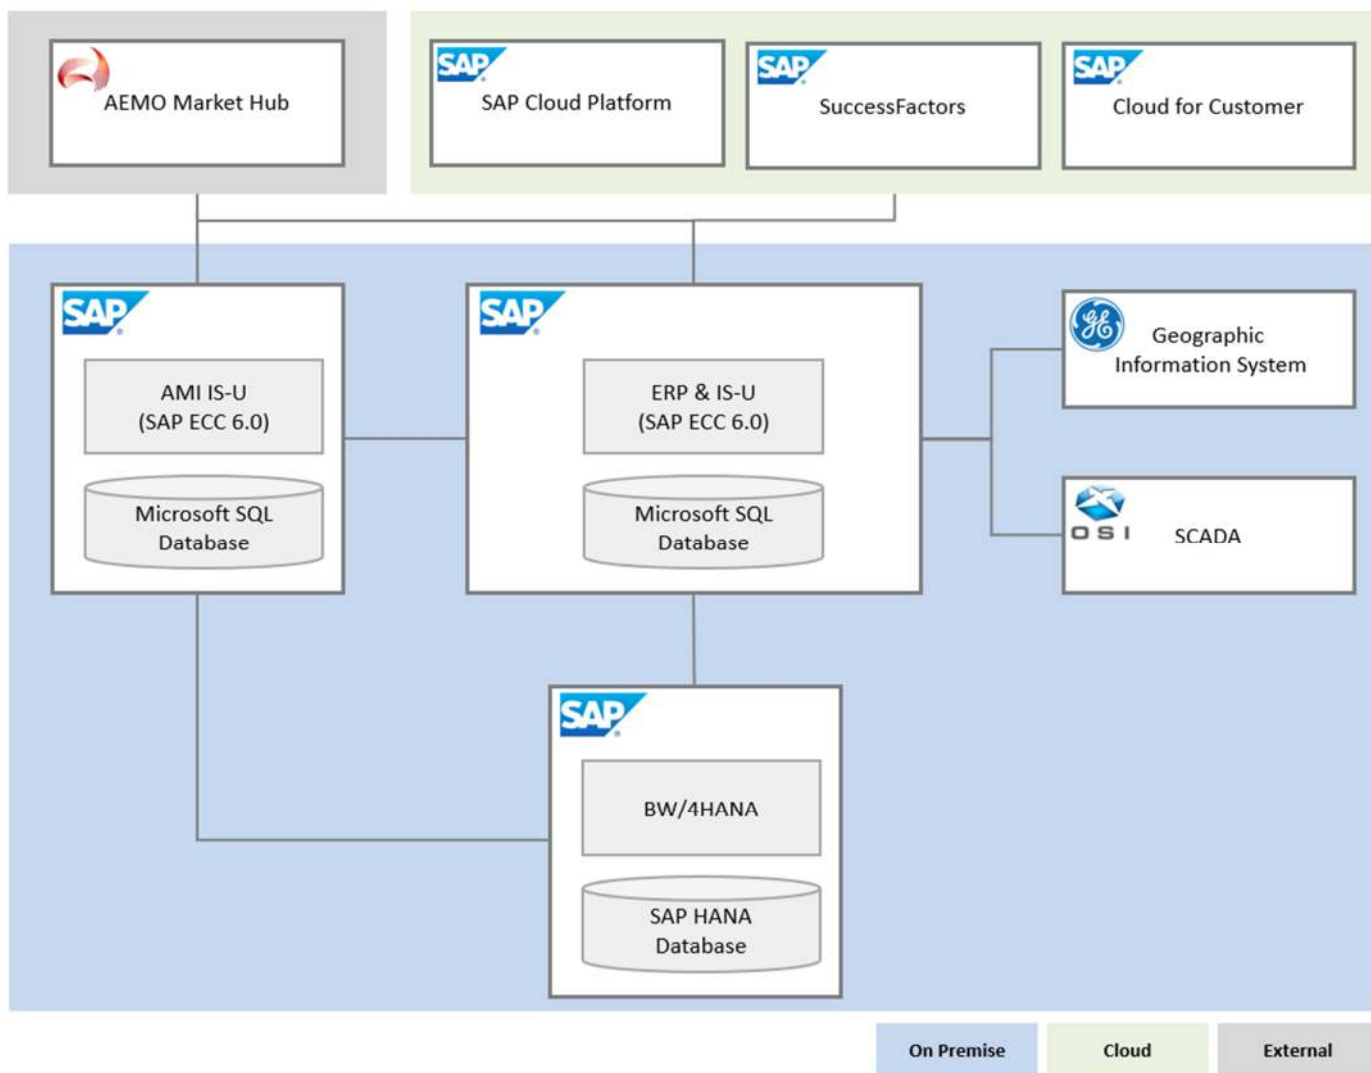 AEMO Market Hub
SAP
SAP Cloud Platform
SAP
SuccessFactors
SAP
Cloud for Customer
SAP
AMI IS-U
(SAP ECC 6.0)
Microsoft SQL
Database
SAP
ERP & IS-U
(SAP ECC 6.0)
Microsoft SQL
Database
GE
Geographic
Information System
OSI
SCADA
SAP
BW/4HANA
SAP HANA
Database
On Premise
Cloud
External